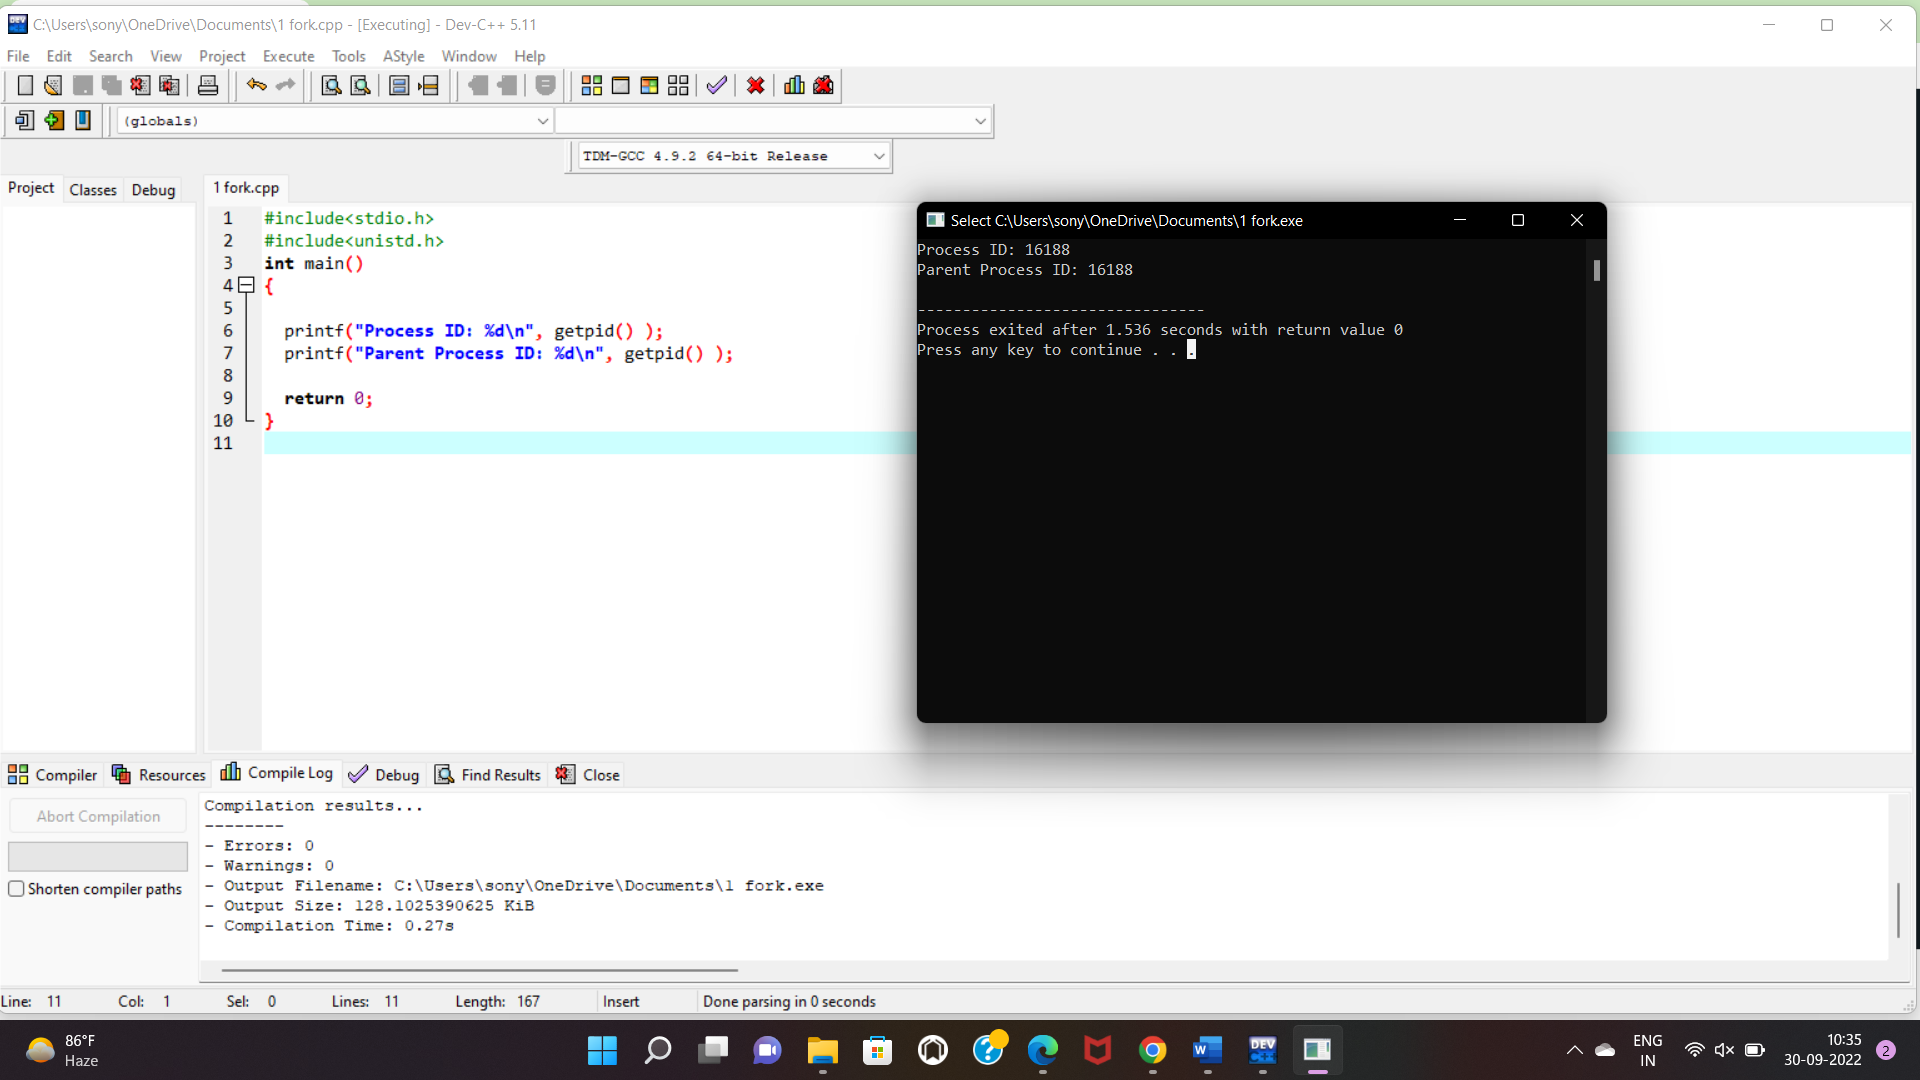 C:\Users\sony\OneDrive\Documents\1 fork.cpp - [Executing] - Dev-C++ 5.11
File Edit Search View Project Execute Tools AStyle Window Help
(globals)
TDM-GCC 4.9.2 64-bit Release
Project Classes Debug
1 fork.cpp
1 #include<stdio.h>
2 #include<unistd.h>
3 int main()
4 {
5
6 printf("Process ID: %d\n", getpid() );
7 printf("Parent Process ID: %d\n", getpid() );
8
9 return 0;
10 }
11
Select C:\Users\sony\OneDrive\Documents\1 fork.exe
Process ID: 16188
Parent Process ID: 16188
--------------------------------
Process exited after 1.536 seconds with return value 0
Press any key to continue . . .
Compiler Resources Compile Log Debug Find Results Close
Abort Compilation
Shorten compiler paths
Compilation results...
--------
- Errors: 0
- Warnings: 0
- Output Filename: C:\Users\sony\OneDrive\Documents\1 fork.exe
- Output Size: 128.1025390625 KiB
- Compilation Time: 0.27s
Line: 11 Col: 1 Sel: 0 Lines: 11 Length: 167 Insert Done parsing in 0 seconds
86°F
Haze
DEV
C++
ENG
IN
10:35
30-09-2022
2